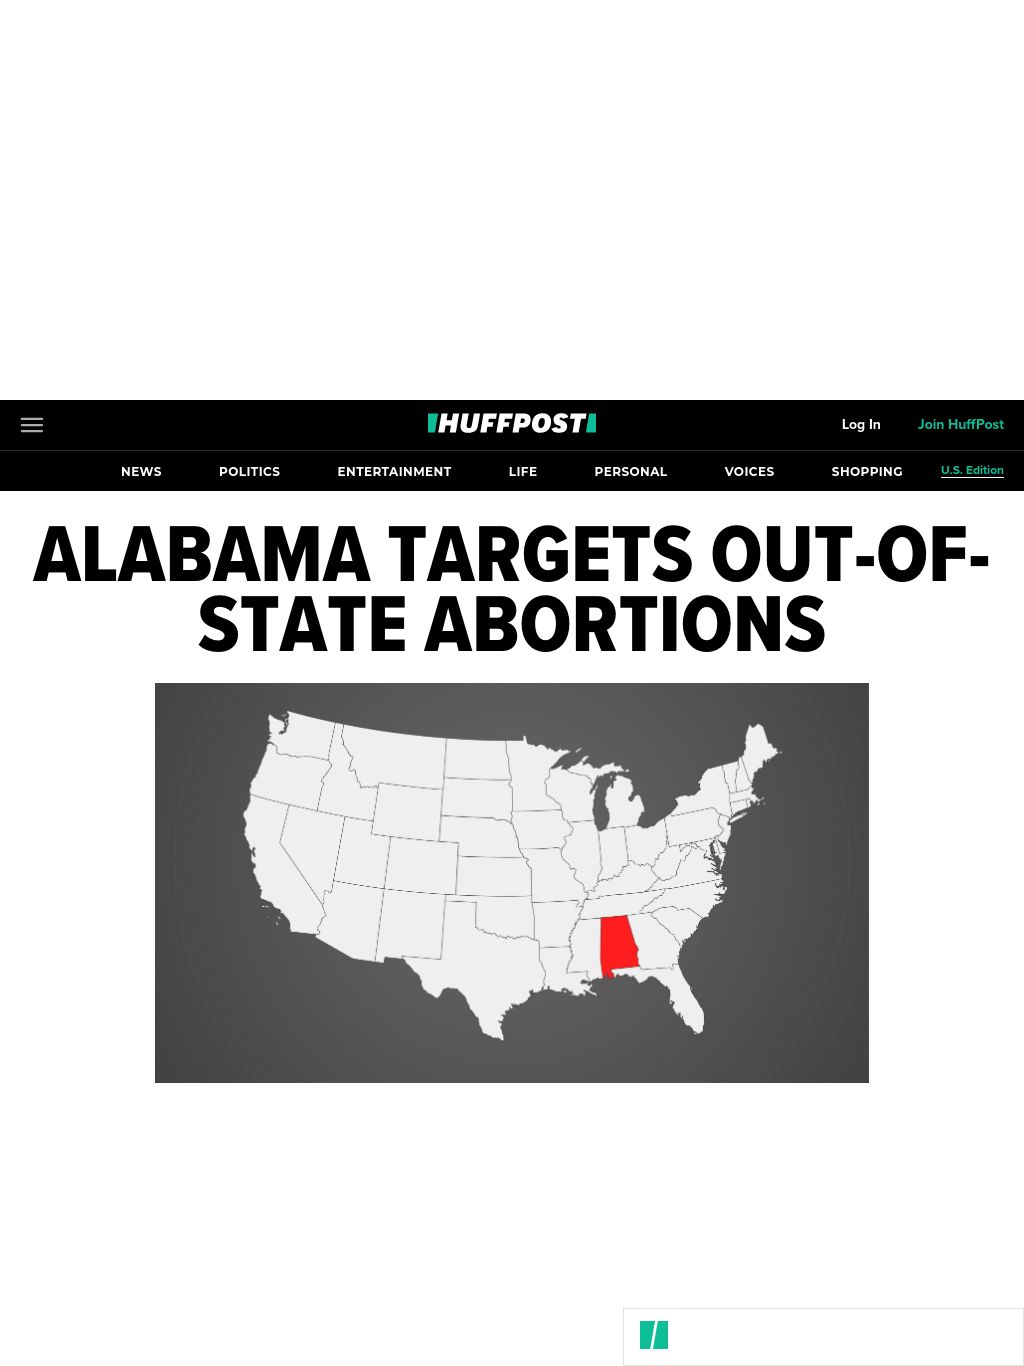 HUFFPOST
Log In
Join HuffPost
NEWS
POLITICS
ENTERTAINMENT
LIFE
PERSONAL
VOICES
SHOPPING
U.S. Edition
ALABAMA TARGETS OUT-OF-
STATE ABORTIONS